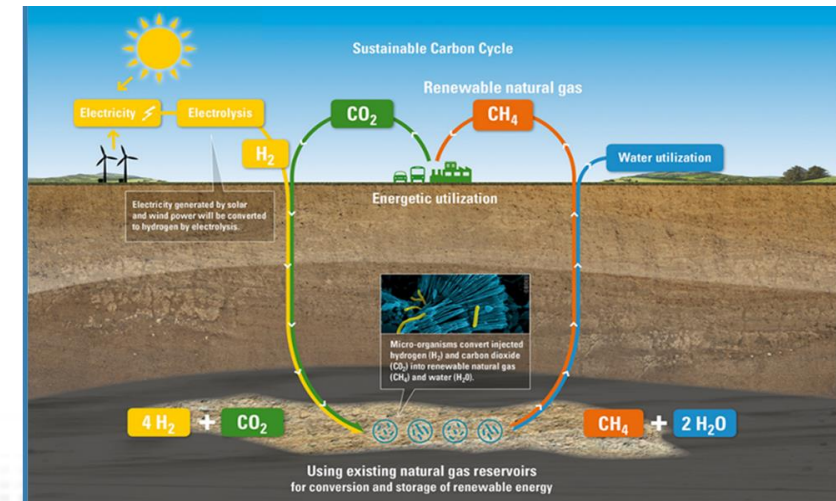 Sustainable Carbon Cycle
Renewable natural gas
Electricity
Electrolysis
CO₂
CH₄
H₂
Water utilization
Energetic utilization
Electricity generated by solar
and wind power will be converted
to hydrogen by electrolysis.
Micro-organisms convert injected
hydrogen (H₂) and carbon dioxide
(CO₂) into renewable natural gas
(CH₄) and water (H₂0).
4 H₂ + CO₂
CH₄ + 2 H₂O
Using existing natural gas reservoirs
for conversion and storage of renewable energy